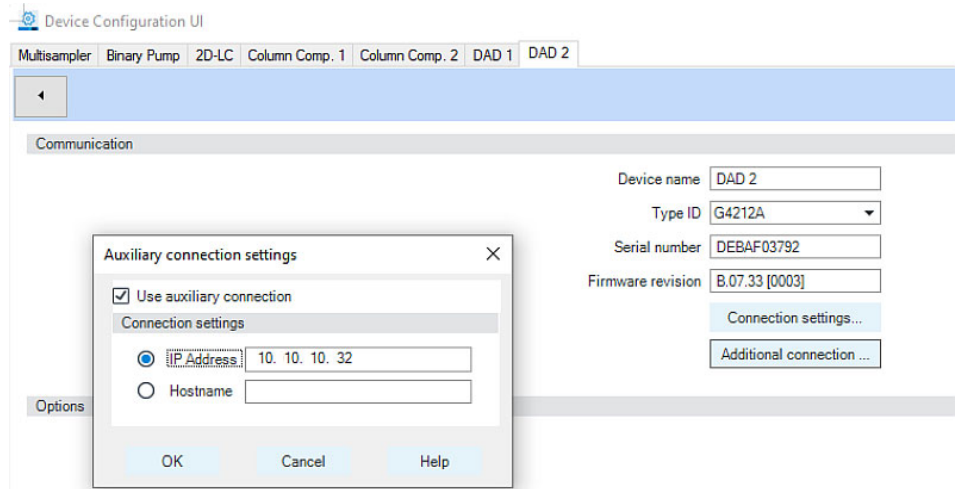 Device Configuration UI
Multisampler Binary Pump 2D-LC Column Comp. 1 Column Comp. 2 DAD 1 DAD 2
Communication
Device name DAD 2
Type ID G4212A
Serial number DEBAF03792
Firmware revision B.07.33 [0003]
Connection settings...
Additional connection ...
Auxiliary connection settings
Use auxiliary connection
Connection settings
IP Address 10. 10. 10. 32
Hostname
OK Cancel Help
Options